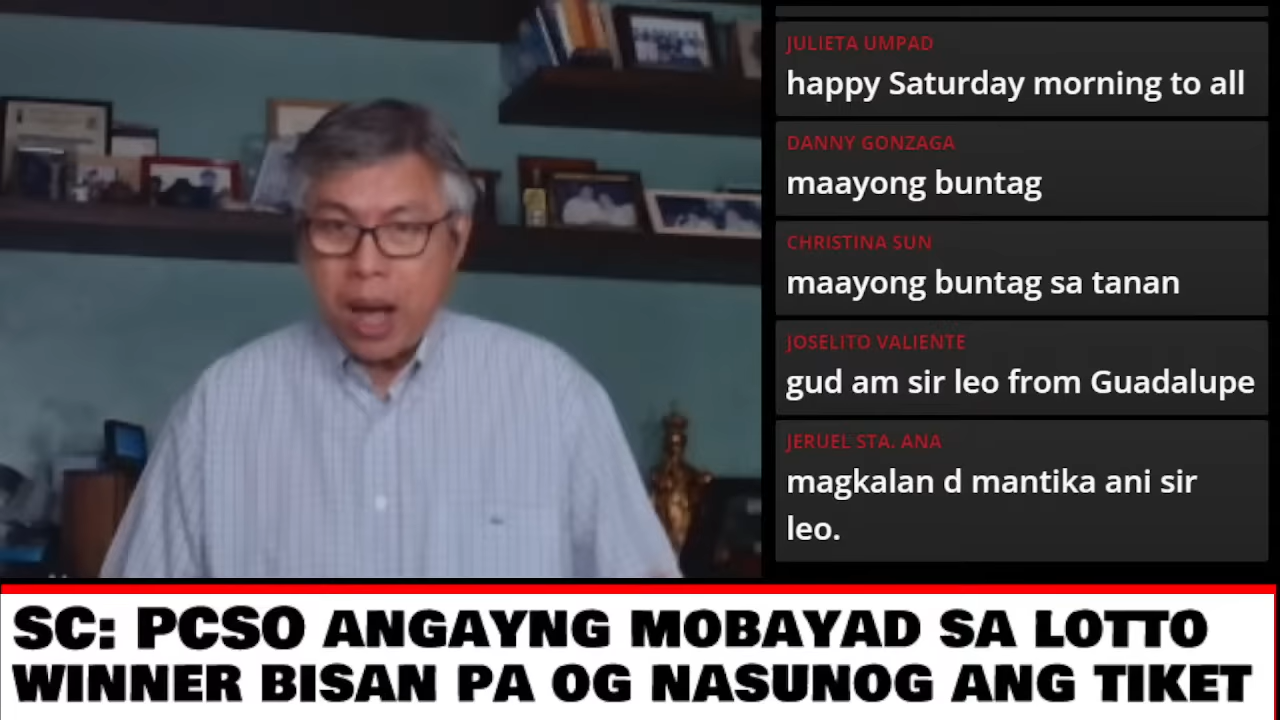 JULIETA UMPAD
happy Saturday morning to all
DANNY GONZAGA
maayong buntag
CHRISTINA SUN
maayong buntag sa tanan
JOSELITO VALIENTE
gud am sir leo from Guadalupe
JERUEL STA. ANA
magkalan d mantika ani sir
leo.
SC: PCSO ANGAYNG MOBAYAD SA LOTTO
WINNER BISAN PA OG NASUNOG ANG TIKET